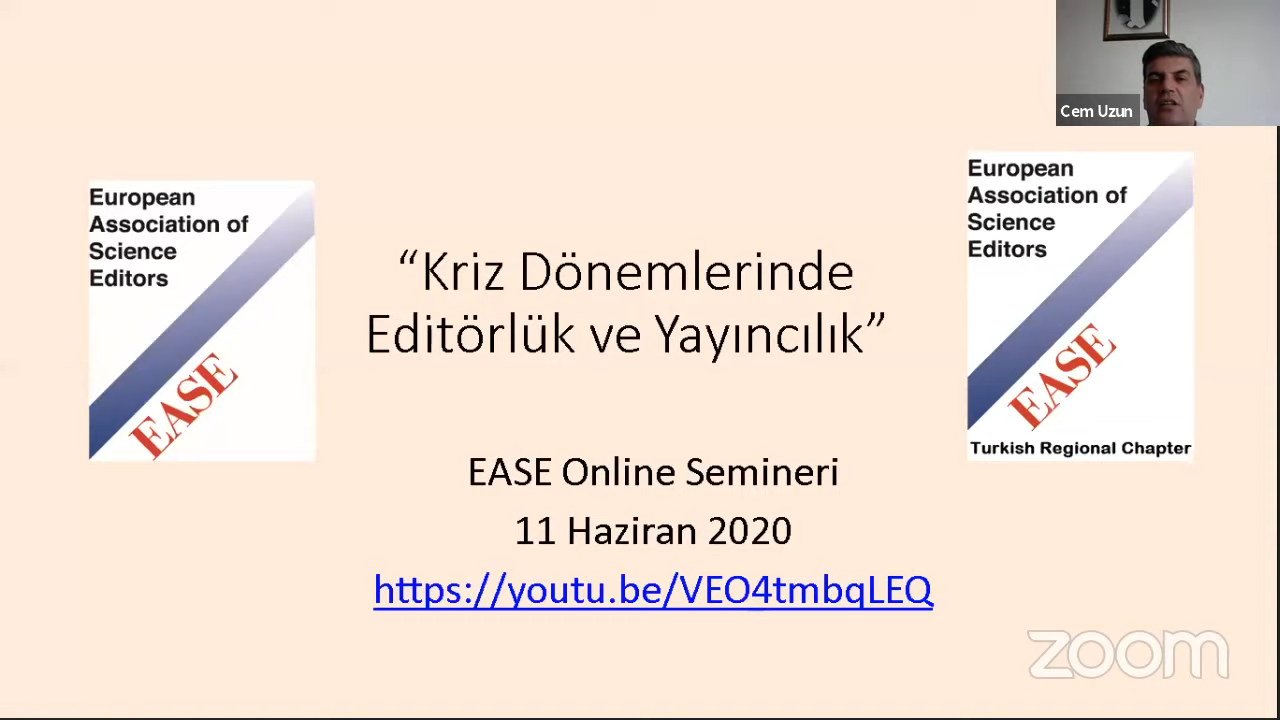 Cem Uzun
European
Association of
Science
Editors
EASE
European
Association of
Science
Editors
EASE
Turkish Regional Chapter
“Kriz Dönemlerinde
Editörlük ve Yayıncılık”
EASE Online Semineri
11 Haziran 2020
https://youtu.be/VEO4tmbqLEQ
zoom